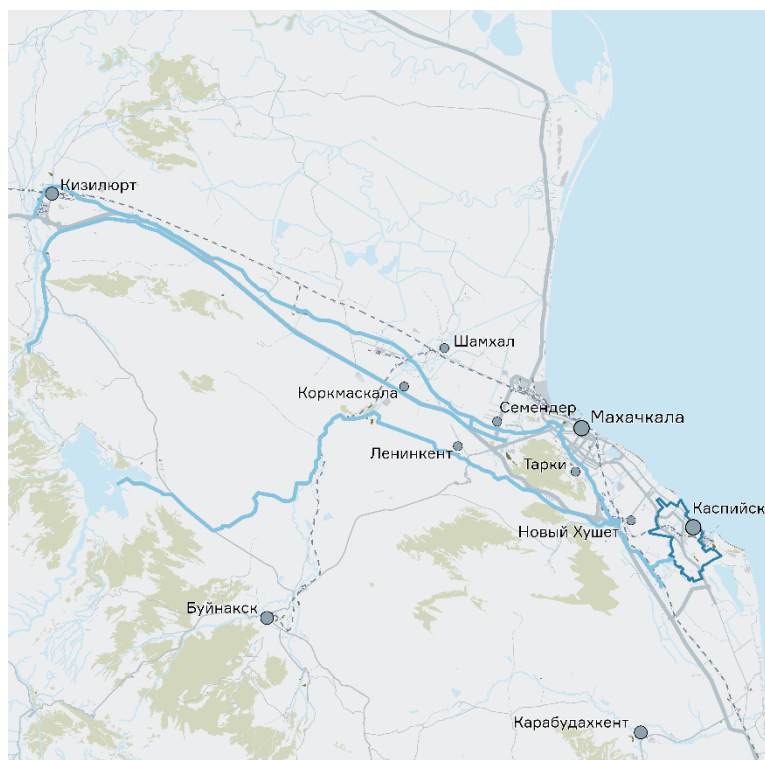 Кизилюрт
Шамхал
Коркмаскала
Семендер
Махачкала
Ленинкент
Тарки
Каспийск
Новый Хушет
Буйнакск
Карабудахкент